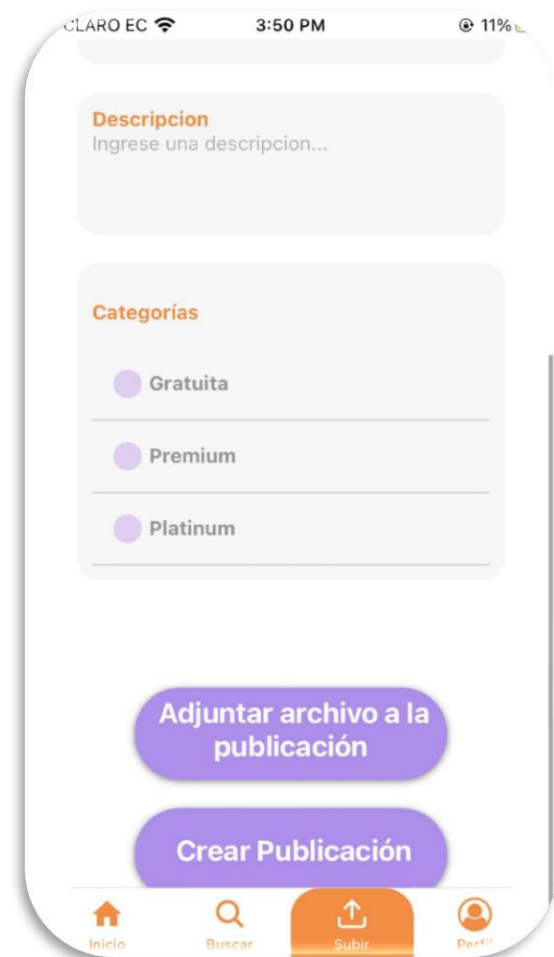 CLARO EC 3:50 PM 11%
Descripcion
Ingrese una descripcion...
Categorías
Gratuita
Premium
Platinum
Adjuntar archivo a la
publicación
Crear Publicación
Inicio Buscar Subir Perfil